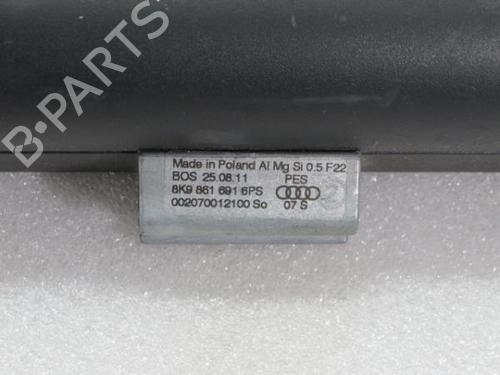 B-PARTS
Made in Poland Al Mg Si 0.5 F22
BOS 25.08.11 PES
8K9 861 691 6PS
002070012100 So 07 S